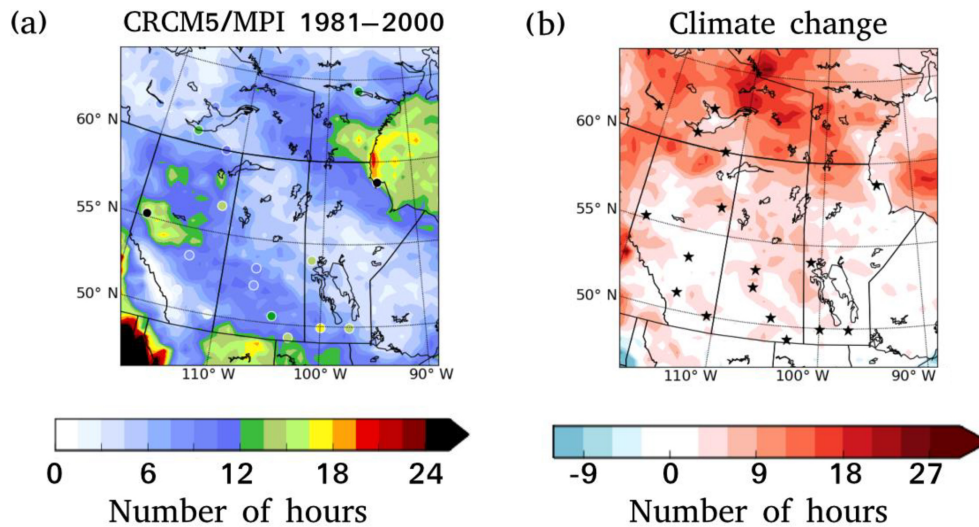 (a) CRCM5/MPI 1981–2000
(b) Climate change
60° N
55° N
50° N
110° W 100° W 90° W
60° N
55° N
50° N
110° W 100° W 90° W
0 6 12 18 24
Number of hours
-9 0 9 18 27
Number of hours